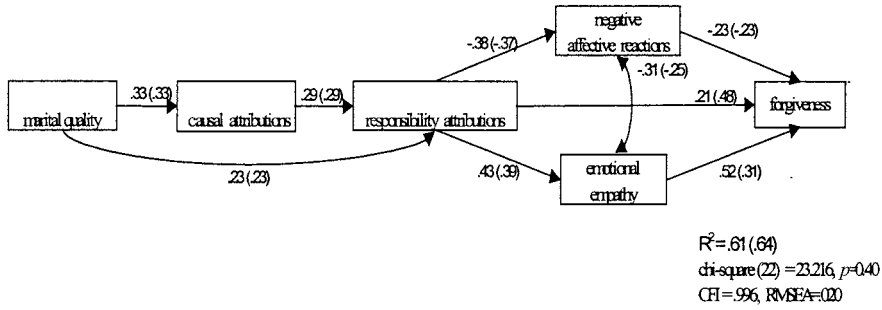 negative
affective reactions
-.38 (-.37)
-.23 (-.23)
-.31 (-.25)
.33 (.33)
.29 (.29)
.21 (.48)
marital quality
causal attributions
responsibility attributions
forgiveness
.23 (.23)
.43 (.39)
emotional
empathy
.52 (.31)
R²=.61 (.64)
chi-square (22) = 23.216, p=0.40
CFI = .996, RMSEA=.020